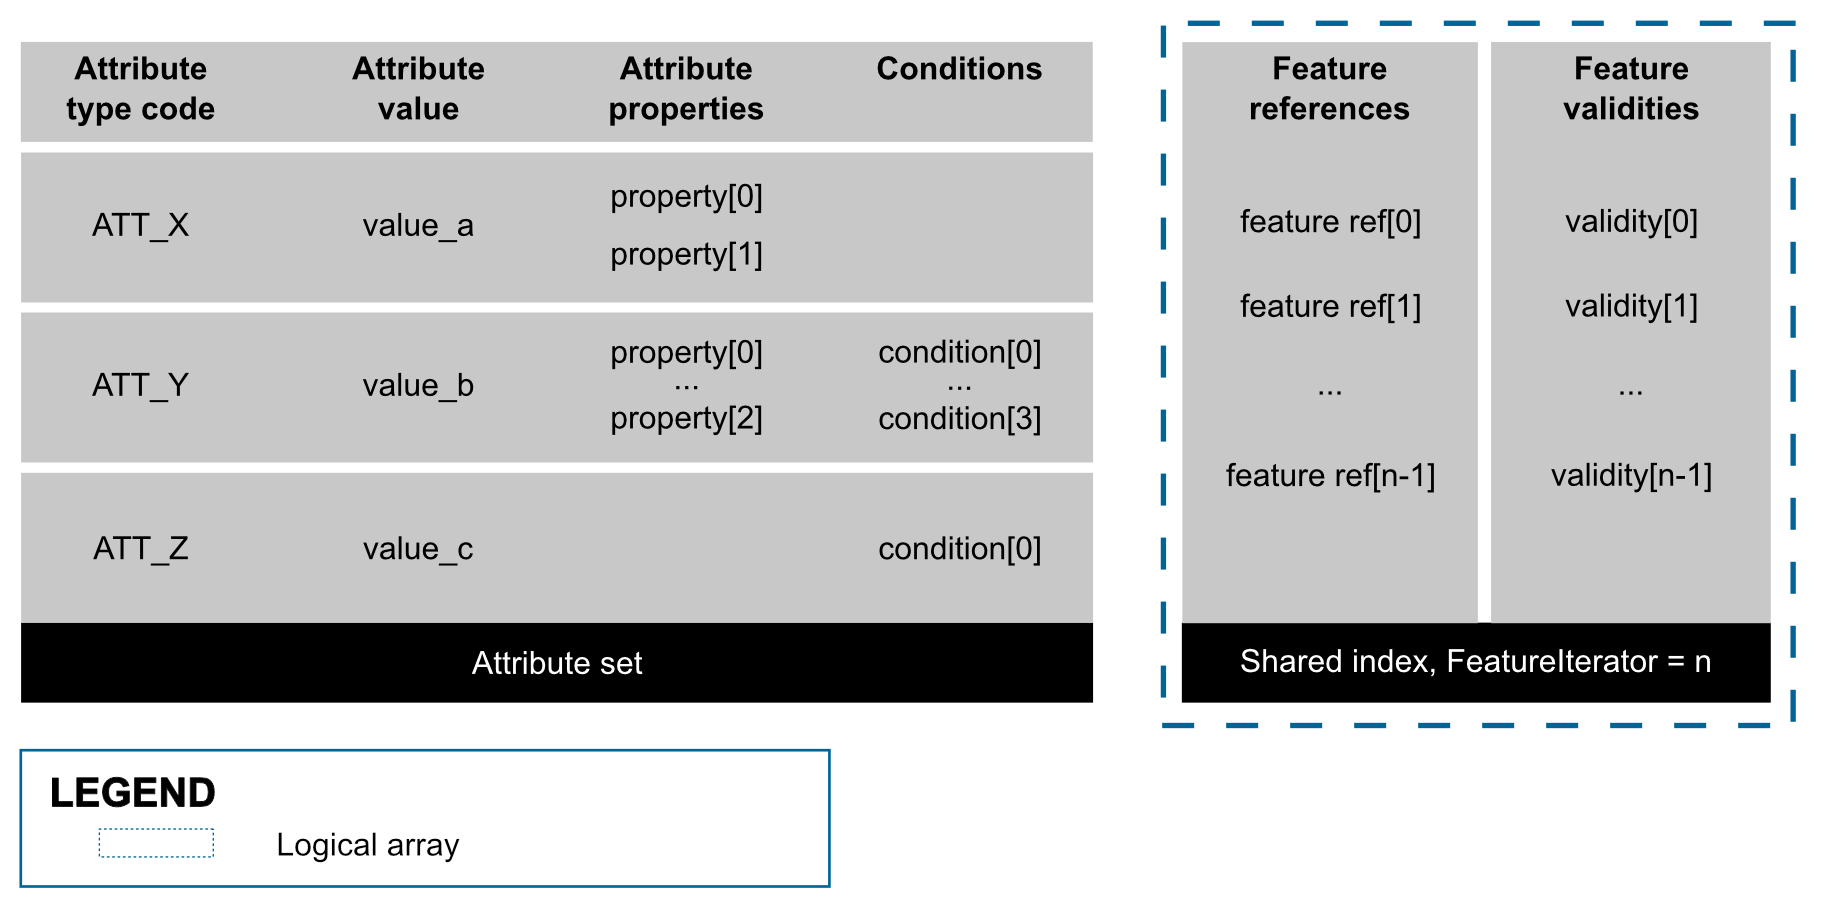 Attribute type code
Attribute value
Attribute properties
Conditions
ATT_X
value_a
property[0]
property[1]
ATT_Y
value_b
property[0]
...
property[2]
condition[0]
...
condition[3]
ATT_Z
value_c
condition[0]
Attribute set
Feature references
Feature validities
feature ref[0]
validity[0]
feature ref[1]
validity[1]
...
...
feature ref[n-1]
validity[n-1]
Shared index, FeatureIterator = n
LEGEND
Logical array